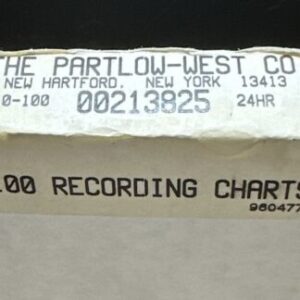 THE PARTLOW-WEST CO
NEW HARTFORD, NEW YORK 13413
0-100 00213825 24HR
100 RECORDING CHARTS
960477